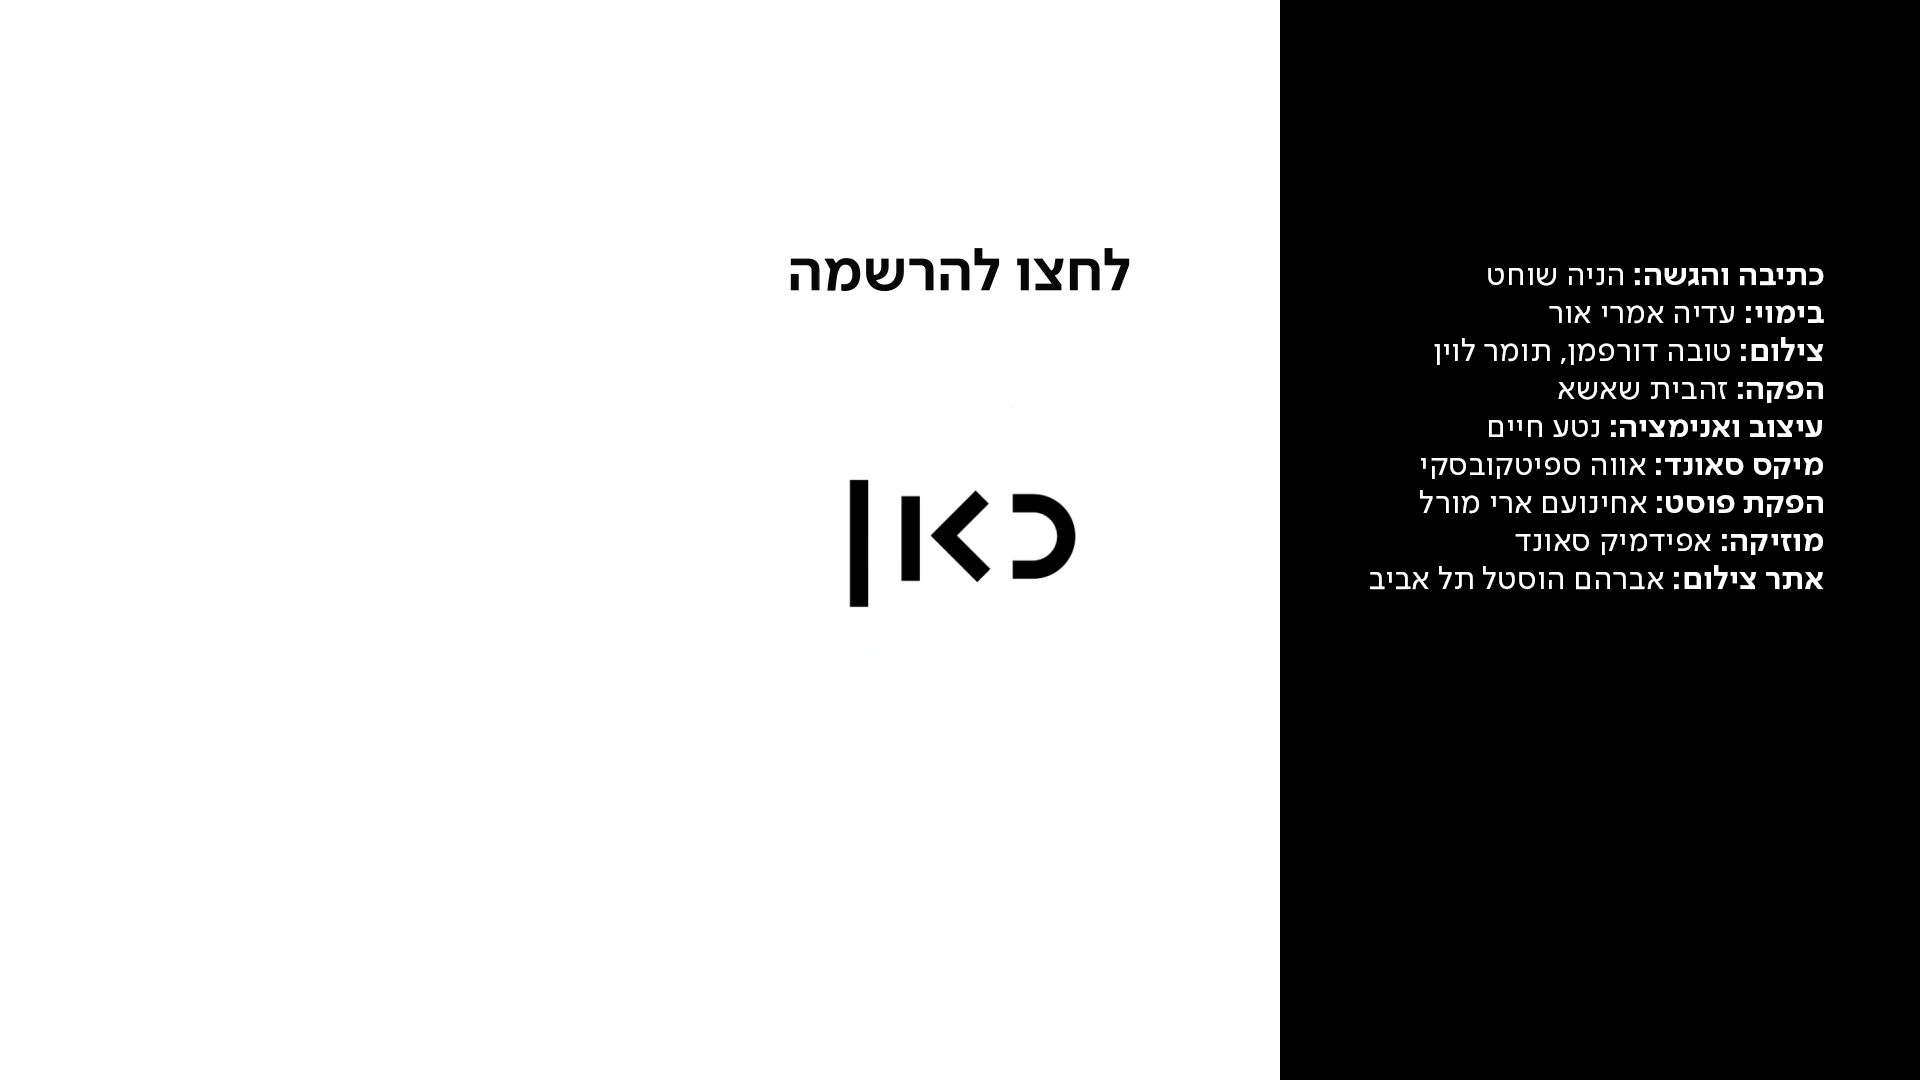 לחצו להרשמה
כאן
כתיבה והגשה: הניה שוחט
בימוי: עדיה אמרי אור
צילום: טובה דורפמן, תומר לוין
הפקה: זהבית שאשא
עיצוב ואנימציה: נטע חיים
מיקס סאונד: אווה ספיטקובסקי
הפקת פוסט: אחינועם ארי מורל
מוזיקה: אפידמיק סאונד
אתר צילום: אברהם הוסטל תל אביב